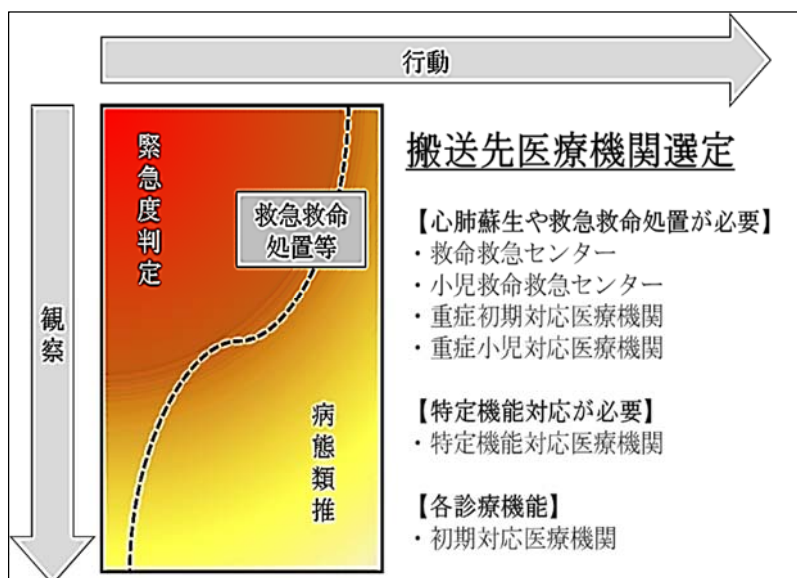 行動
観察
緊急度判定
救急救命
処置等
病態類推
搬送先医療機関選定
【心肺蘇生や救急救命処置が必要】
・救命救急センター
・小児救命救急センター
・重症初期対応医療機関
・重症小児対応医療機関
【特定機能対応が必要】
・特定機能対応医療機関
【各診療機能】
・初期対応医療機関